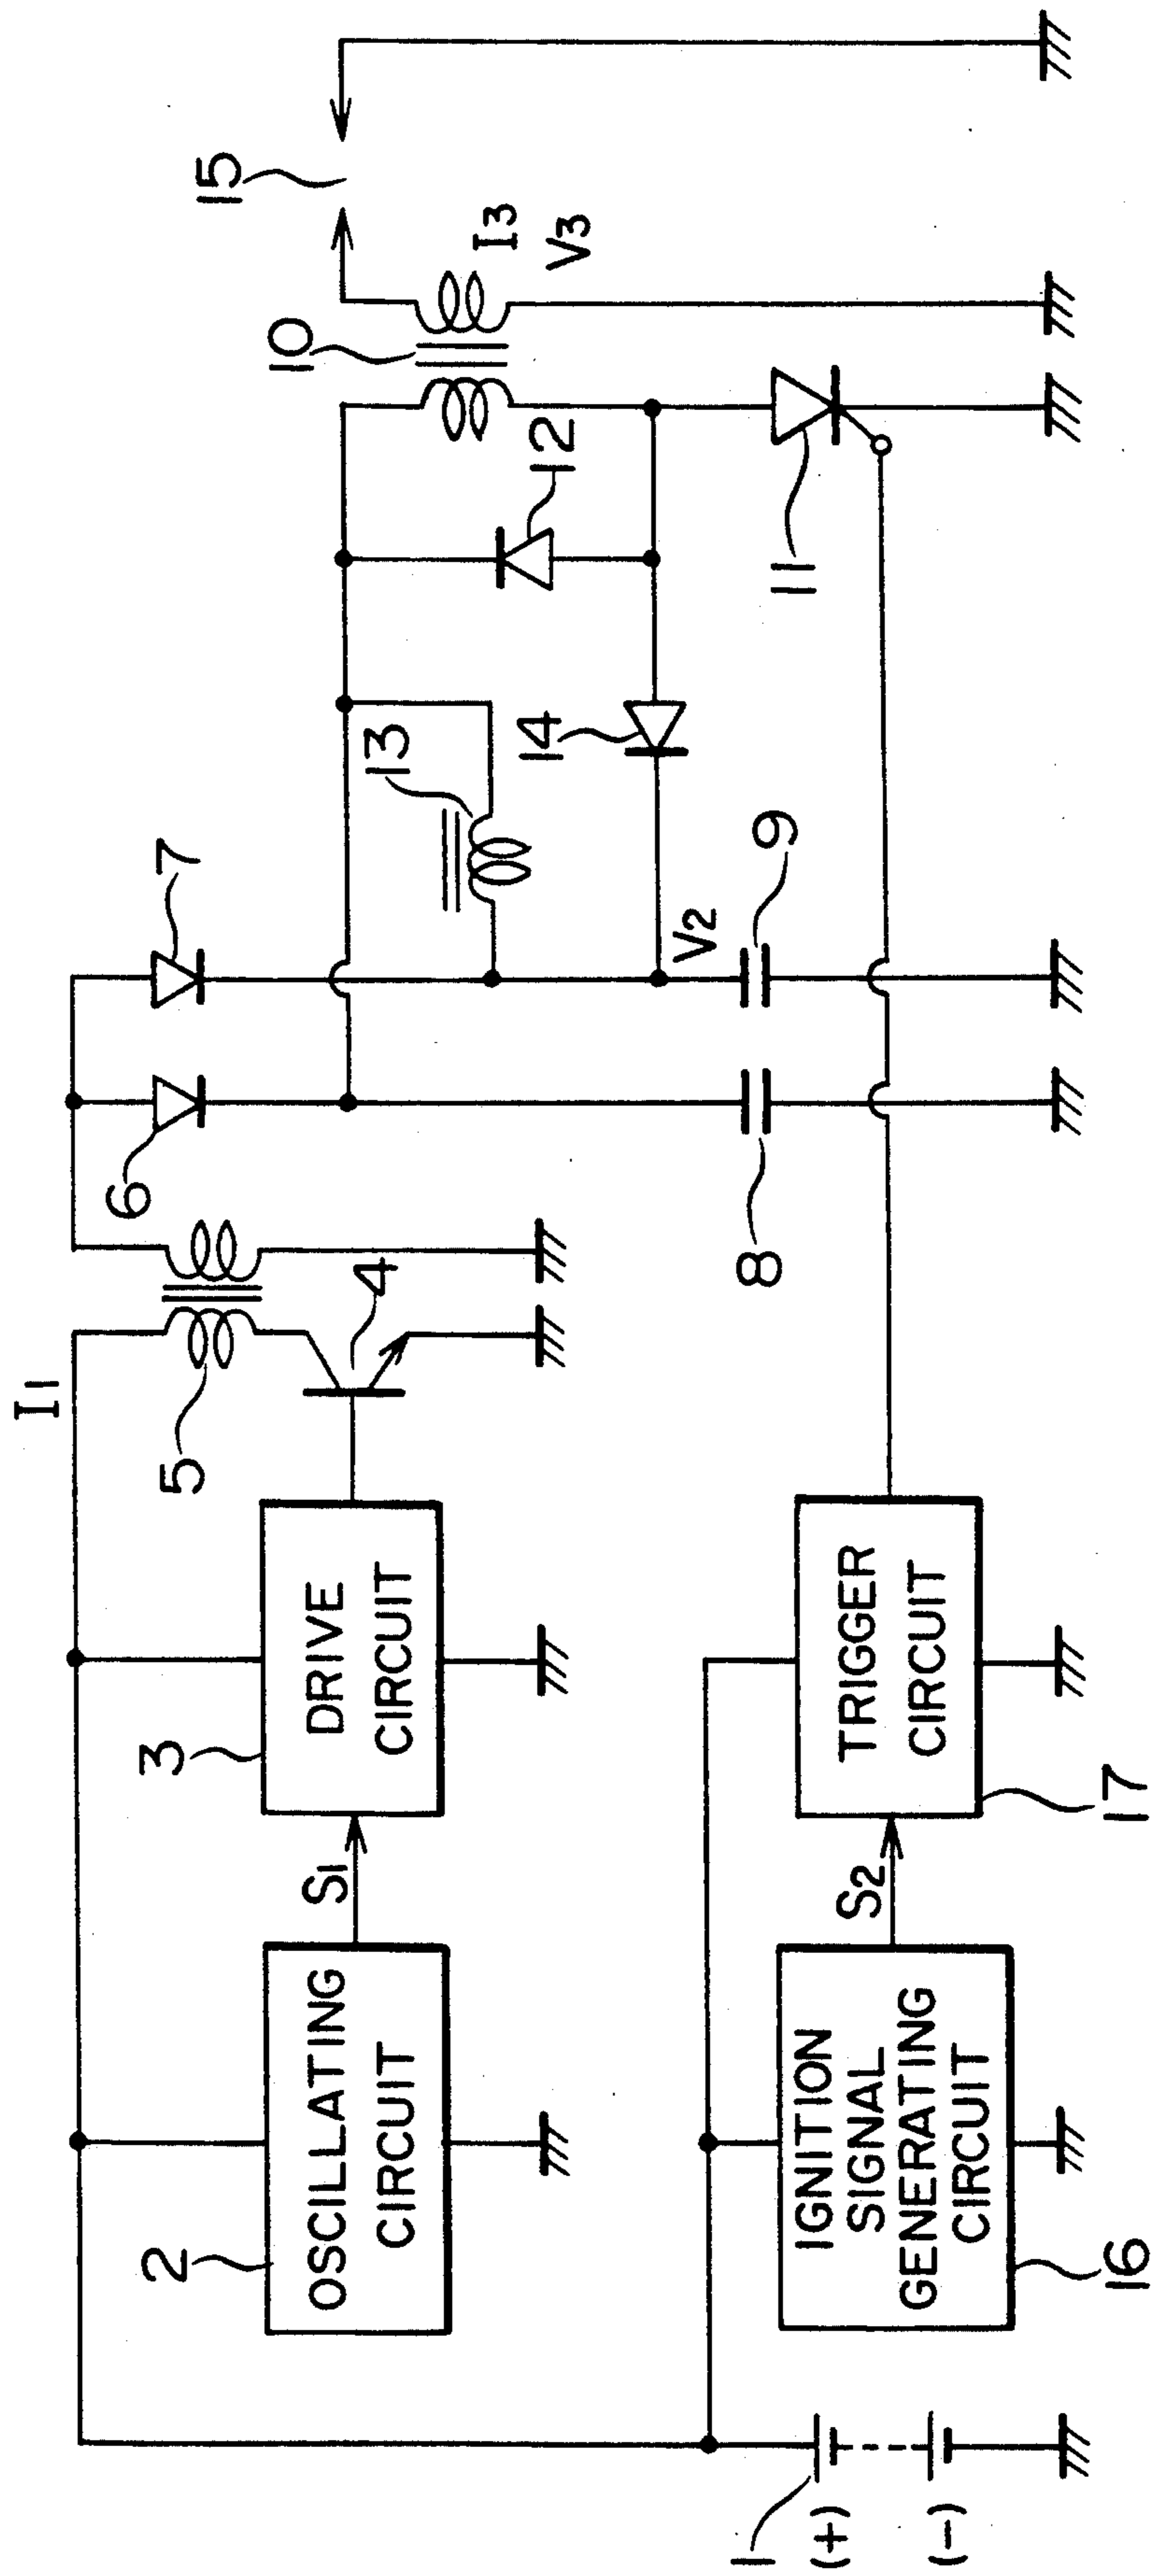 I1
5
4
6
7
13
14
12
10
15
I3
V3
V2
8
9
11
2
OSCILLATING
CIRCUIT
S1
3
DRIVE
CIRCUIT
1
(+)
(-)
16
IGNITION
SIGNAL
GENERATING
CIRCUIT
S2
17
TRIGGER
CIRCUIT